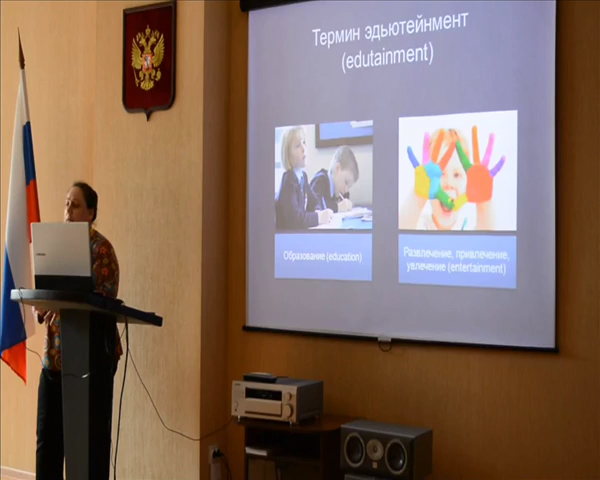 Термин эдьютейнмент
(edutainment)
Образование (education)
Развлечение, привлечение,
увлечение (entertainment)